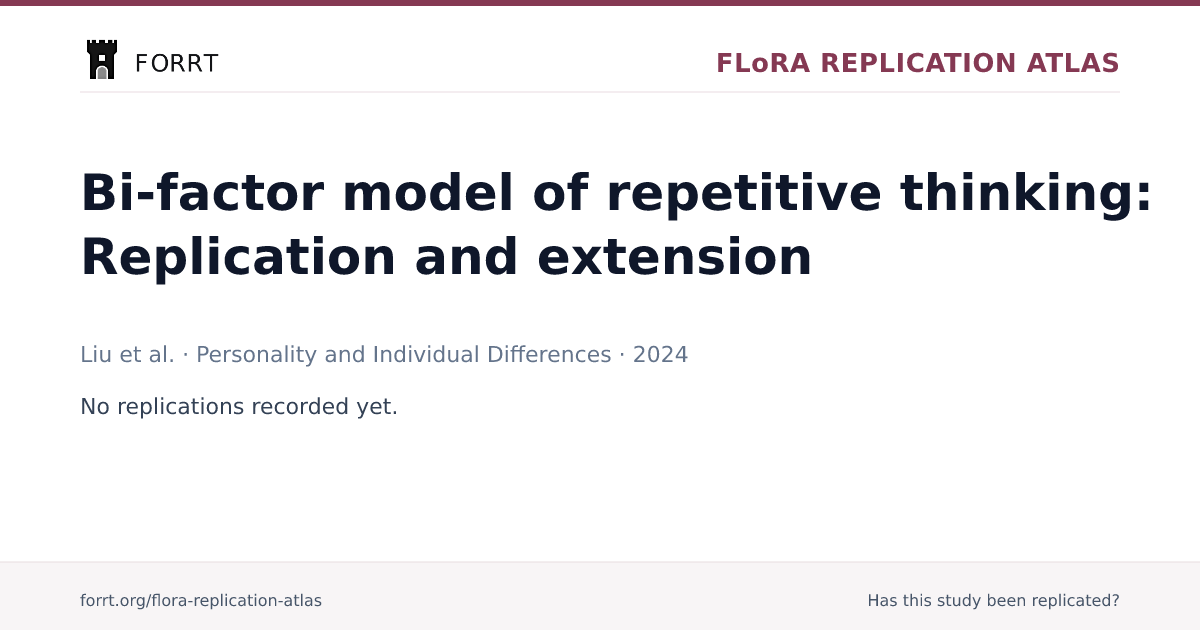 FORRT
FLoRA REPLICATION ATLAS
Bi-factor model of repetitive thinking:
Replication and extension
Liu et al. · Personality and Individual Differences · 2024
No replications recorded yet.
forrt.org/flora-replication-atlas
Has this study been replicated?